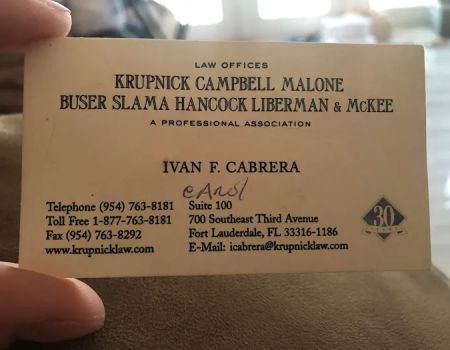 LAW OFFICES
KRUPNICK CAMPBELL MALONE
BUSER SLAMA HANCOCK LIBERMAN & McKEE
A PROFESSIONAL ASSOCIATION
IVAN F. CABRERA
CAROL
Telephone (954) 763-8181
Toll Free 1-877-763-8181
Fax (954) 763-8292
www.krupnicklaw.com
Suite 100
700 Southeast Third Avenue
Fort Lauderdale, FL 33316-1186
E-Mail: icabrera@krupnicklaw.com
30
YEARS